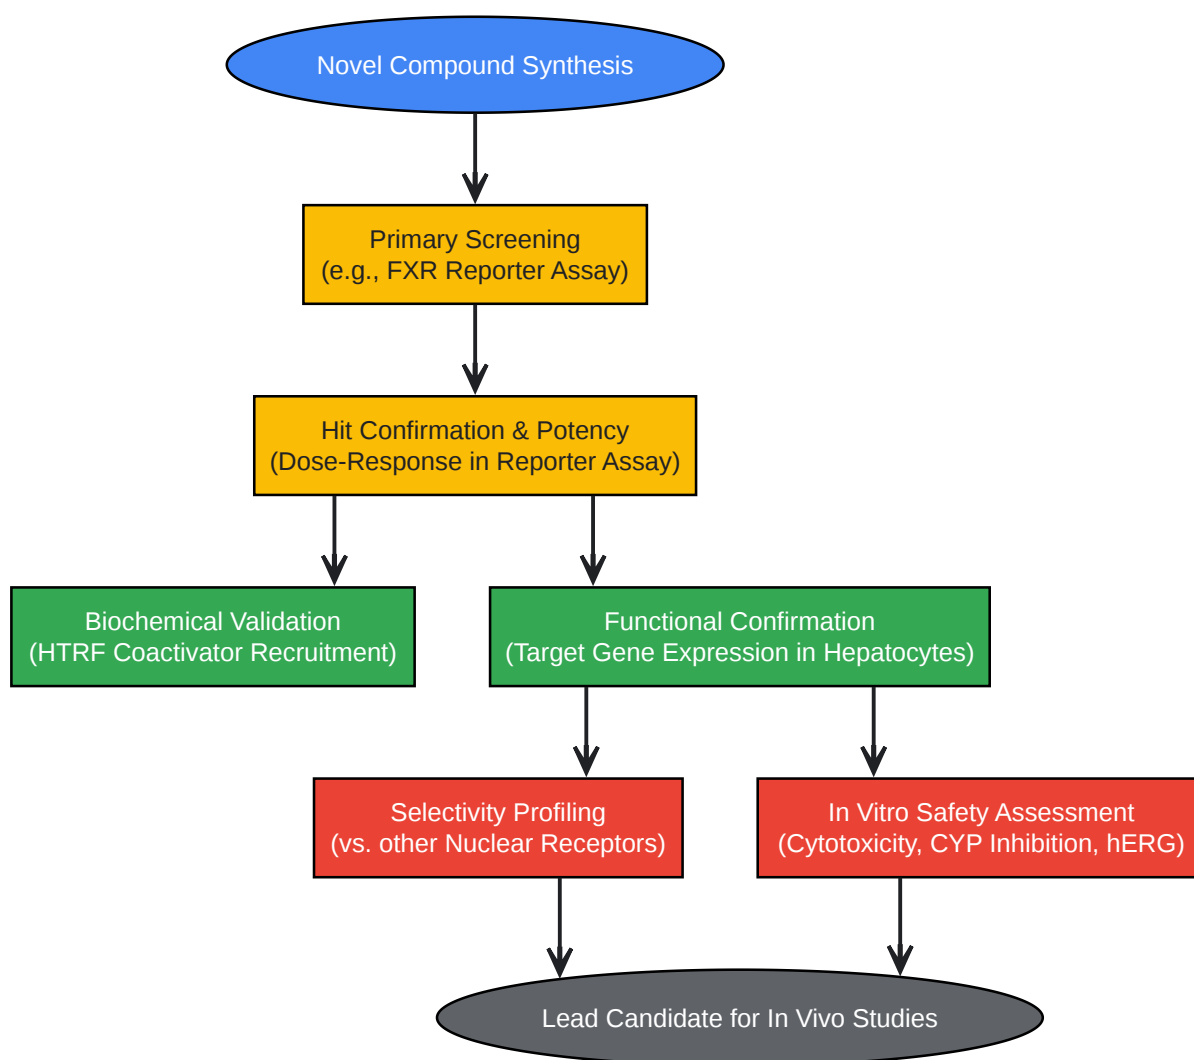 Novel Compound Synthesis
Primary Screening
(e.g., FXR Reporter Assay)
Hit Confirmation & Potency
(Dose-Response in Reporter Assay)
Biochemical Validation
(HTRF Coactivator Recruitment)
Functional Confirmation
(Target Gene Expression in Hepatocytes)
Selectivity Profiling
(vs. other Nuclear Receptors)
In Vitro Safety Assessment
(Cytotoxicity, CYP Inhibition, hERG)
Lead Candidate for In Vivo Studies